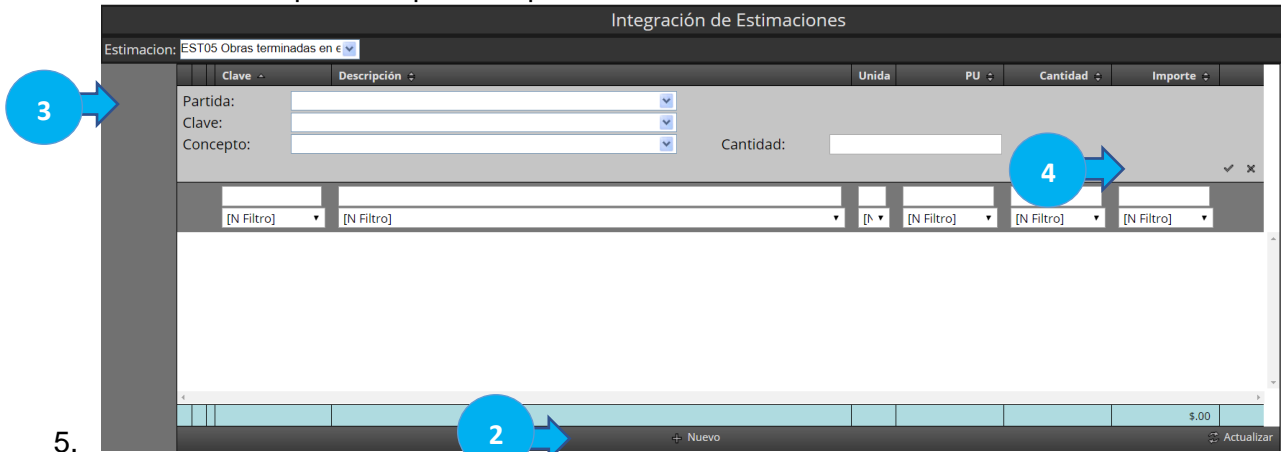 Integración de Estimaciones
Estimacion: EST05 Obras terminadas en e
Clave Descripción Unida PU Cantidad Importe
3
Partida:
Clave:
Concepto: Cantidad:
4
[N Filtro] [N Filtro] [N [N Filtro] [N Filtro] [N Filtro]
$.00
5. 2 Nuevo Actualizar